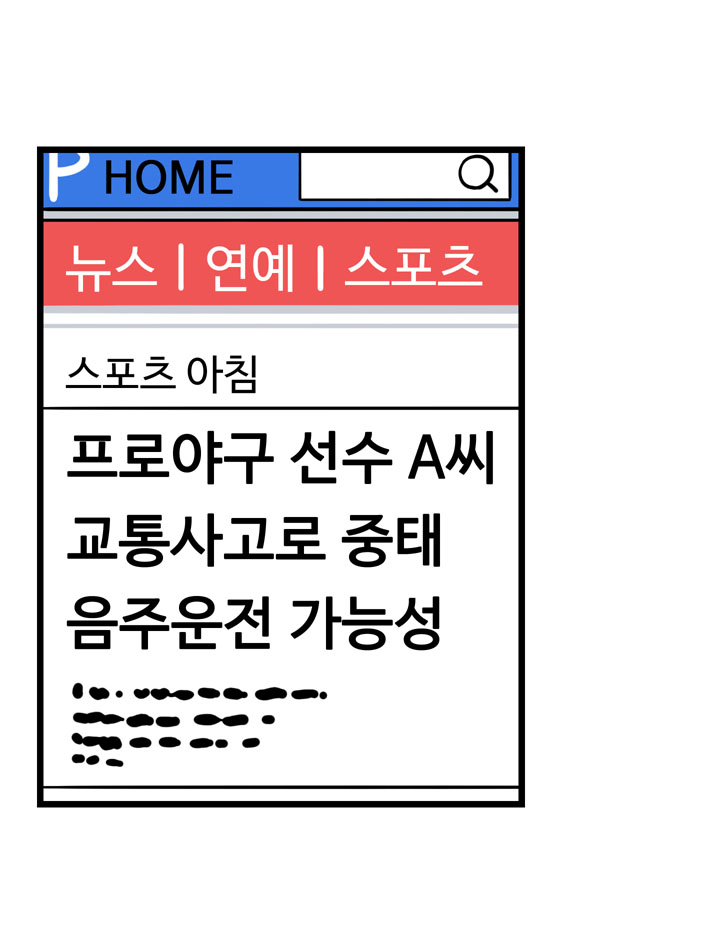 P HOME
뉴스 | 연예 | 스포츠
스포츠 아침
프로야구 선수 A씨
교통사고로 중태
음주운전 가능성